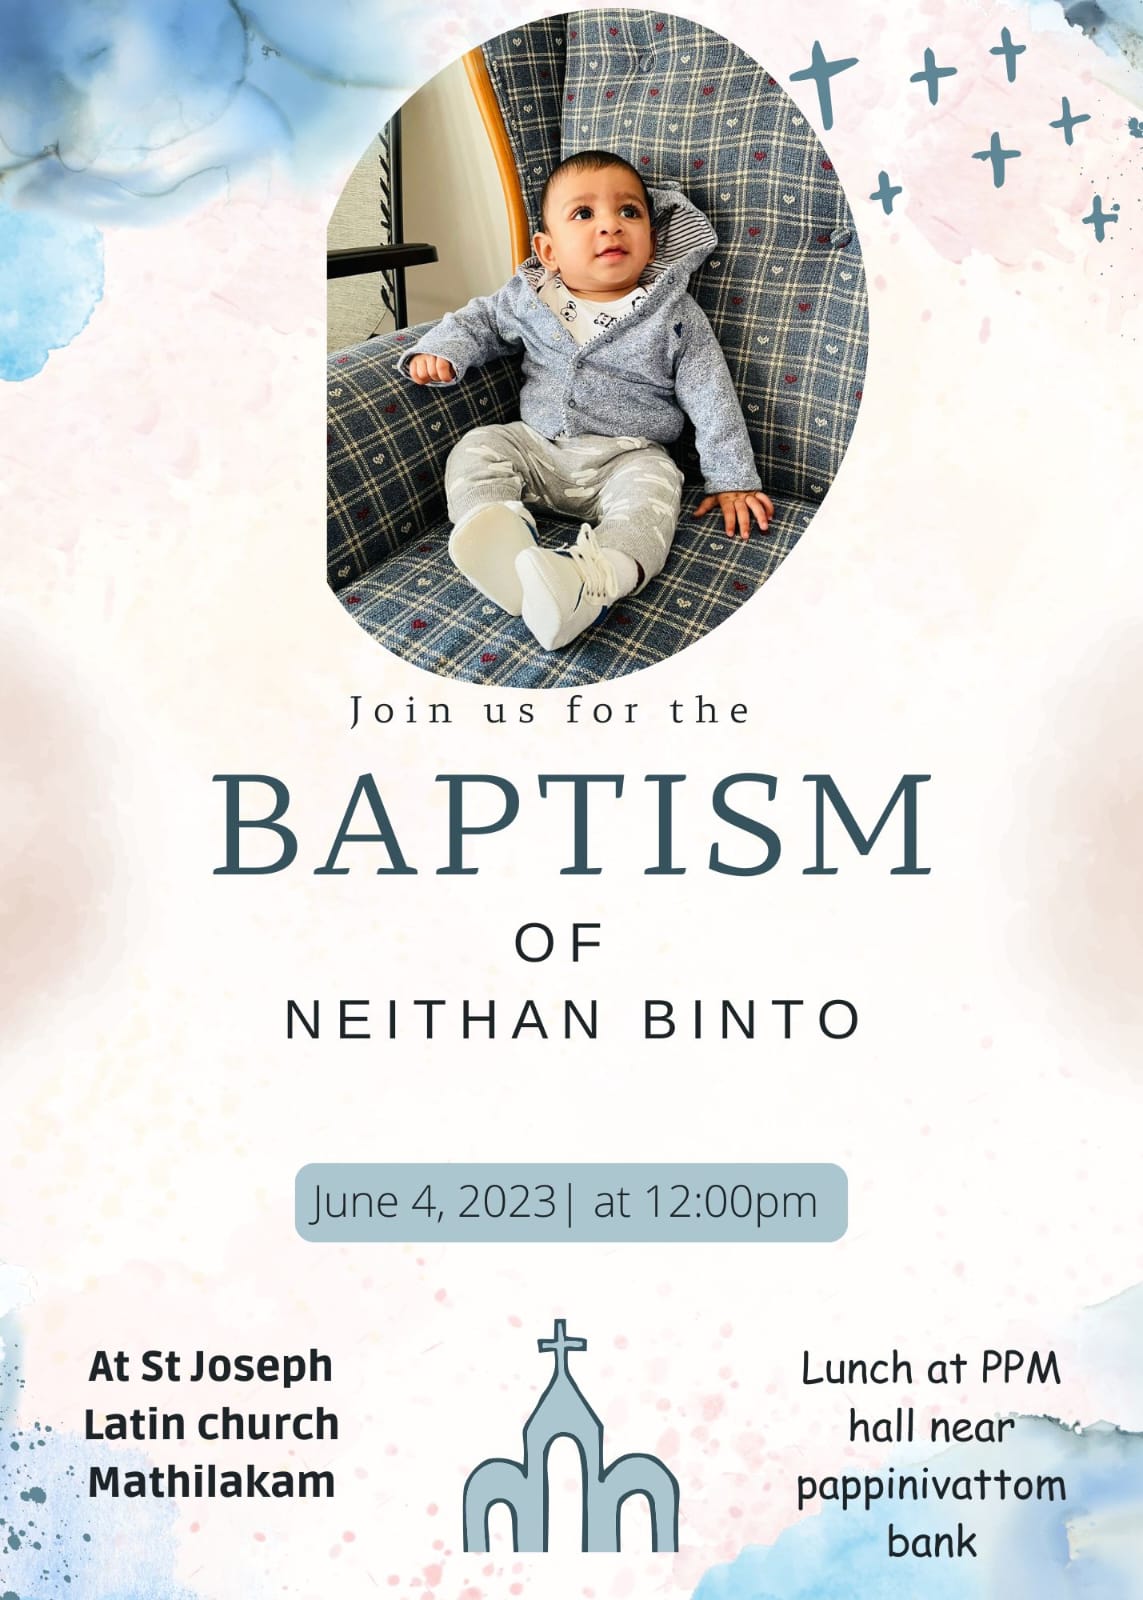 Join us for the
BAPTISM
OF
NEITHAN BINTO
June 4, 2023| at 12:00pm
At St Joseph
Latin church
Mathilakam
Lunch at PPM
hall near
pappinivattom
bank